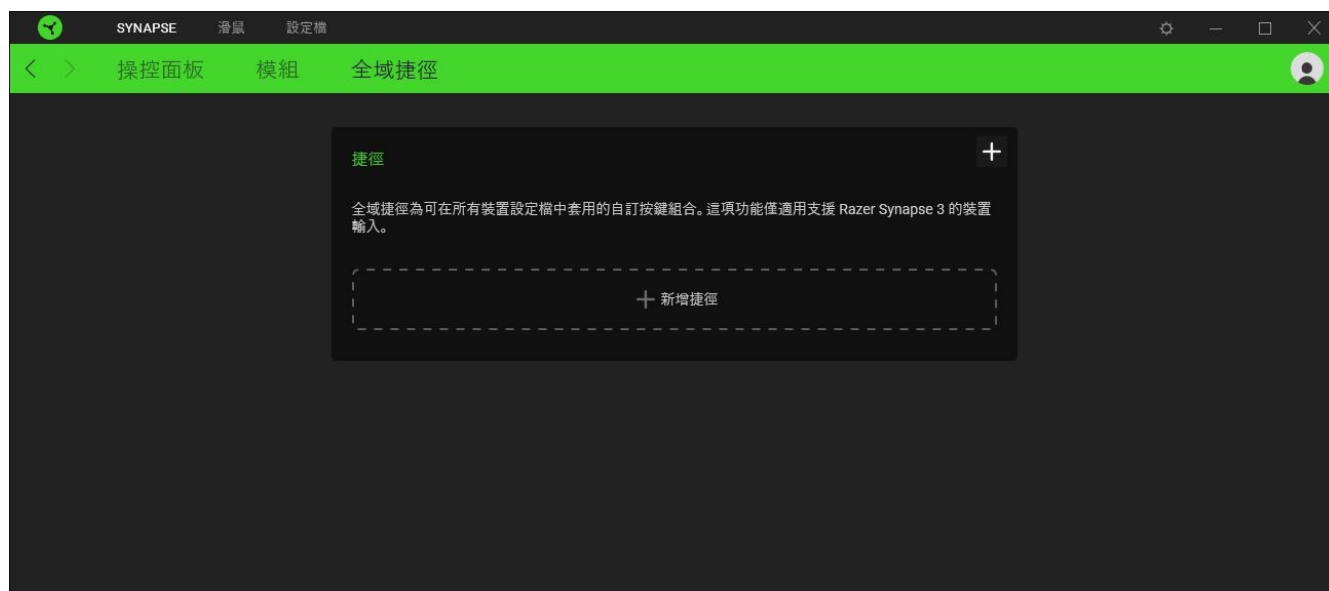 SYNAPSE 滑鼠 設定檔
操控面板 模組 全域捷徑
捷徑
全域捷徑為可在所有裝置設定檔中套用的自訂按鍵組合。這項功能僅適用支援 Razer Synapse 3 的裝置
輸入。
新增捷徑